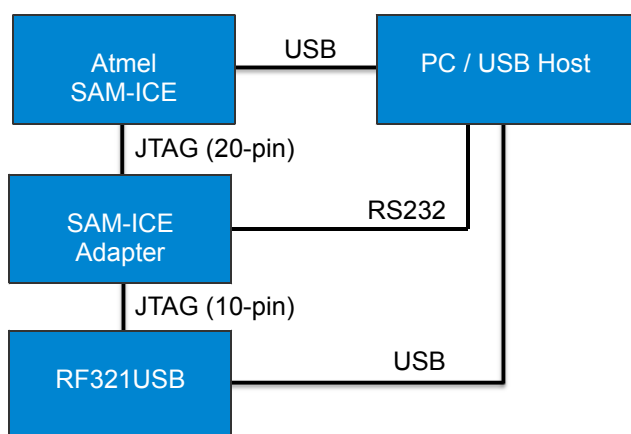 Atmel
SAM-ICE
USB
PC / USB Host
JTAG (20-pin)
SAM-ICE
Adapter
RS232
JTAG (10-pin)
RF321USB
USB